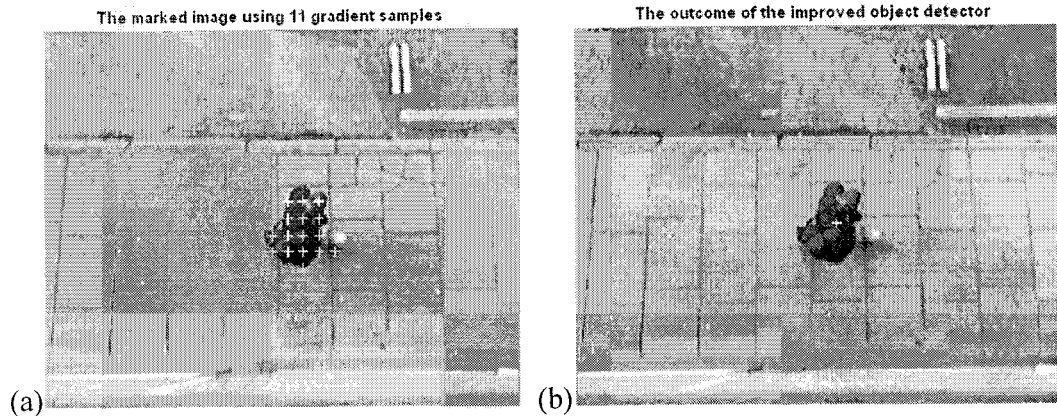 The marked image using 11 gradient samples
The outcome of the improved object detector
(a)
(b)